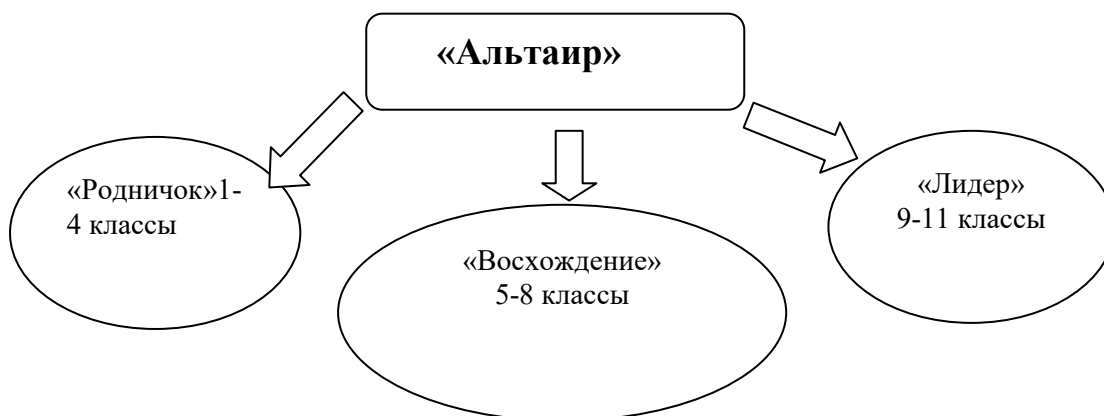 «Альтаир»
«Родничок»1-
4 классы
«Восхождение»
5-8 классы
«Лидер»
9-11 классы